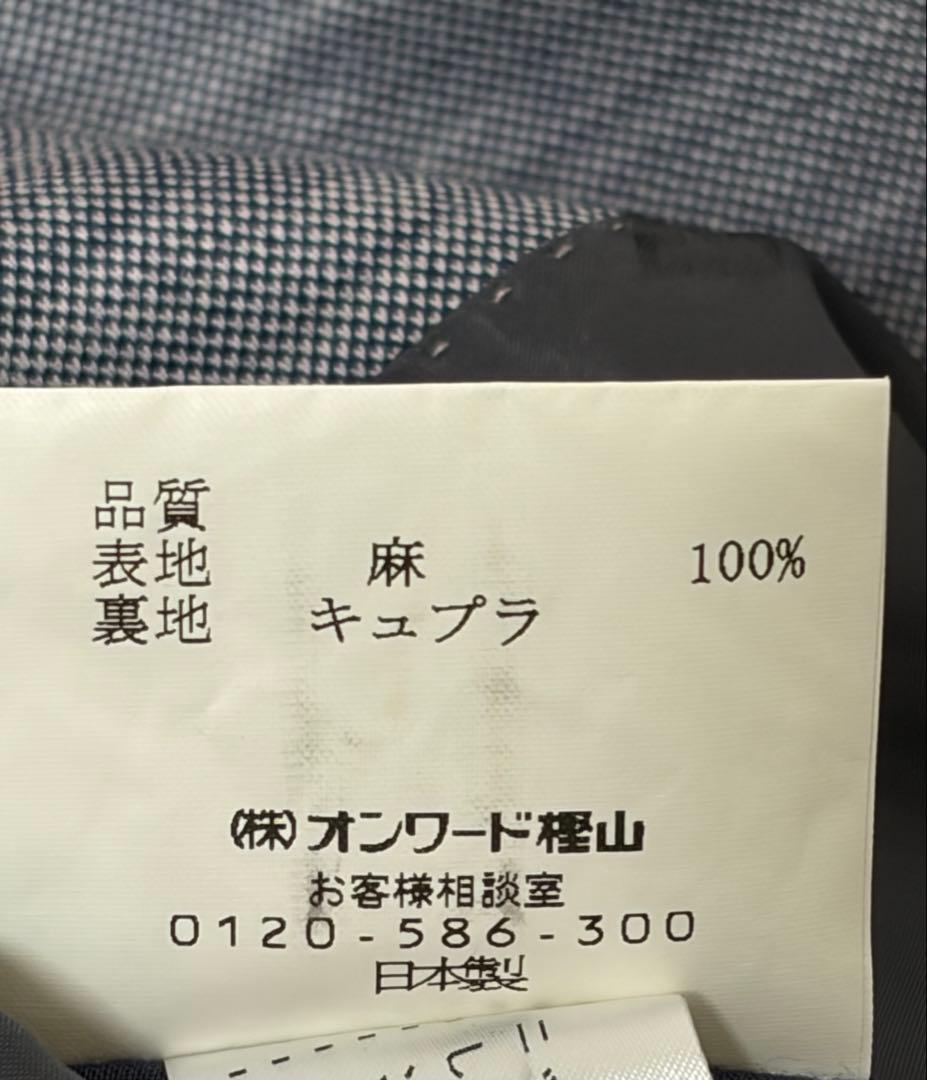 品質
表地 麻 100%
裏地 キュプラ
(株)オンワード樫山
お客様相談室
0120-586-300
日本製